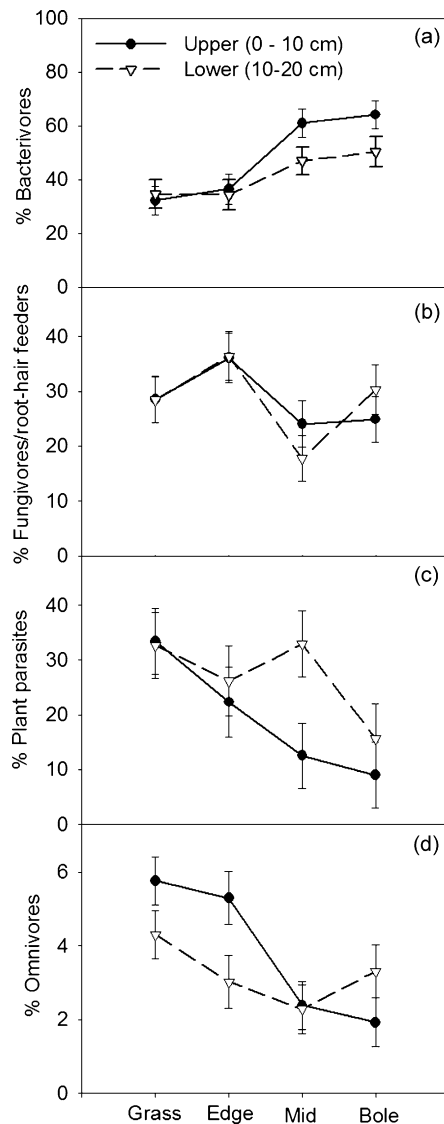 100
80
60
40
20
0
% Bacterivores
Upper (0 - 10 cm)
Lower (10-20 cm)
(a)
40
30
20
10
0
% Fungivores/root-hair feeders
(b)
40
30
20
10
0
% Plant parasites
(c)
6
4
2
0
% Omnivores
(d)
Grass Edge Mid Bole